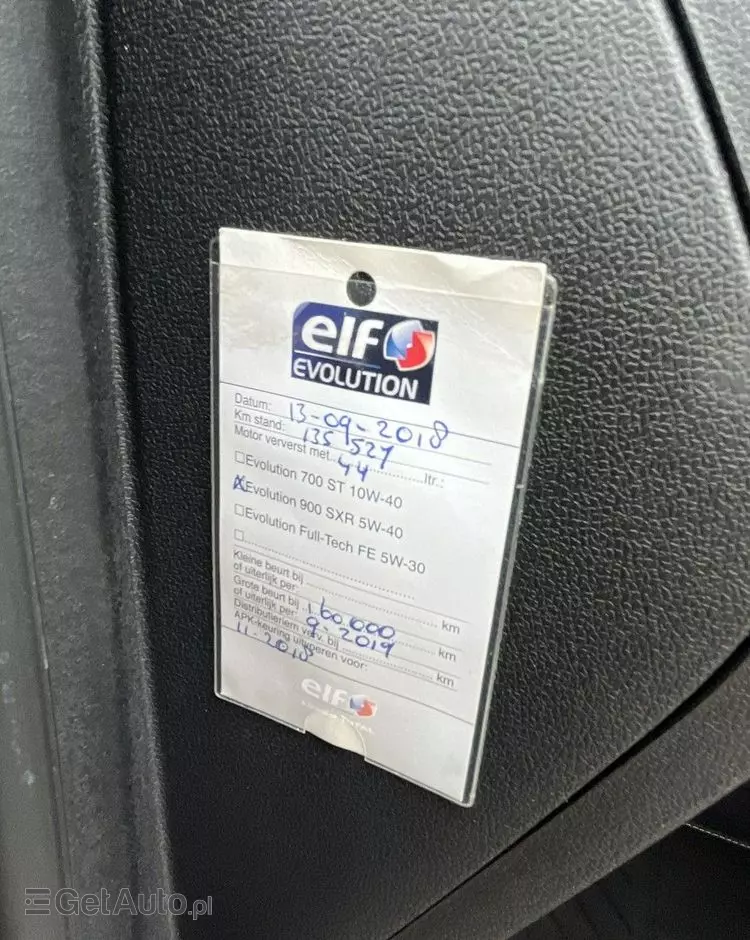 elf
EVOLUTION
Datum: 13-09-2018
Km stand: 135.527
Motor ververst met 44 ltr.:
Evolution 700 ST 10W-40
X Evolution 900 SXR 5W-40
Evolution Full-Tech FE 5W-30
Kleine beurt bij km
of uiterlijk per:
Grote beurt bij 160.000 km
of uiterlijk per: 9-2019
Distributieriem verv. bij km
APK-keuring uitvoeren voor:
11-2018
elf
GetAuto.pl